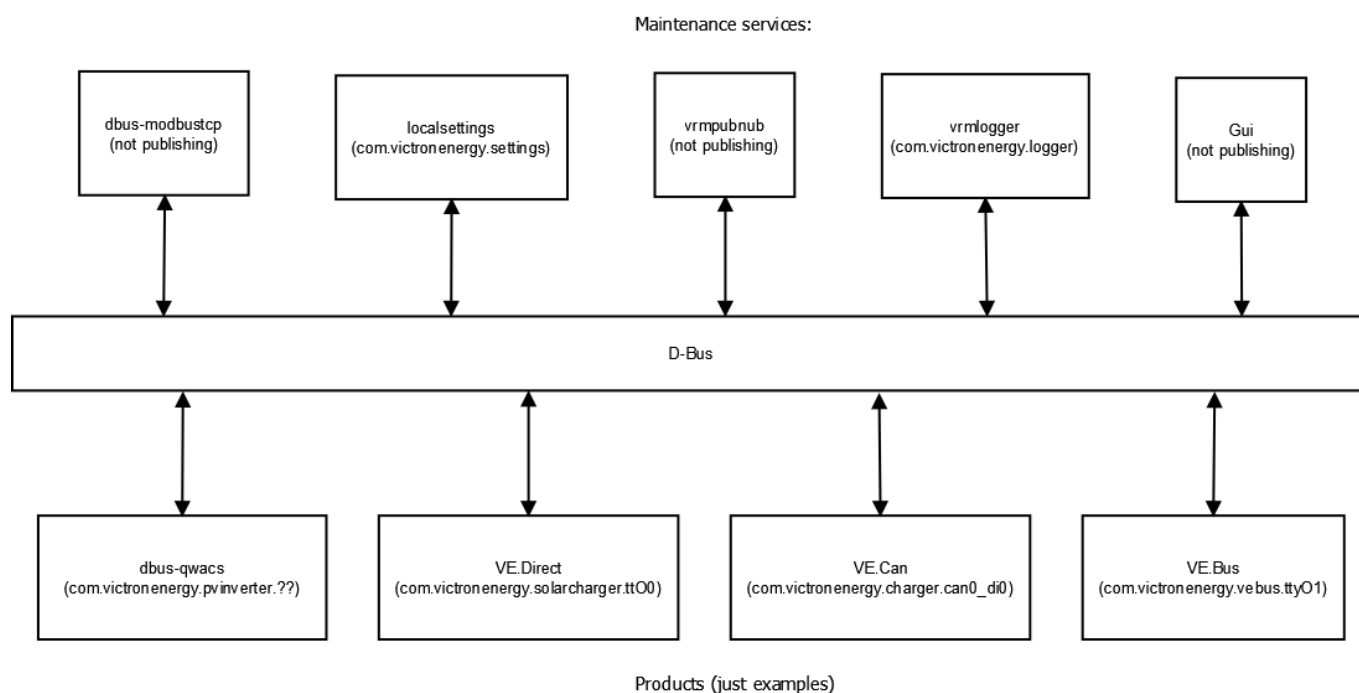 Maintenance services:
dbus-modbustcp
(not publishing)
localsettings
(com.victronenergy.settings)
vrmpubnub
(not publishing)
vrmlogger
(com.victronenergy.logger)
Gui
(not publishing)
D-Bus
dbus-qwacs
(com.victronenergy.pvinverter.??)
VE.Direct
(com.victronenergy.solarcharger.ttO0)
VE.Can
(com.victronenergy.charger.can0_di0)
VE.Bus
(com.victronenergy.vebus.ttyO1)
Products (just examples)